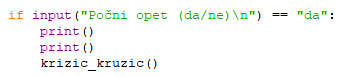 if input("Počni opet (da/ne)\n") == "da":
    print()
    print()
    krizic_kruzic()